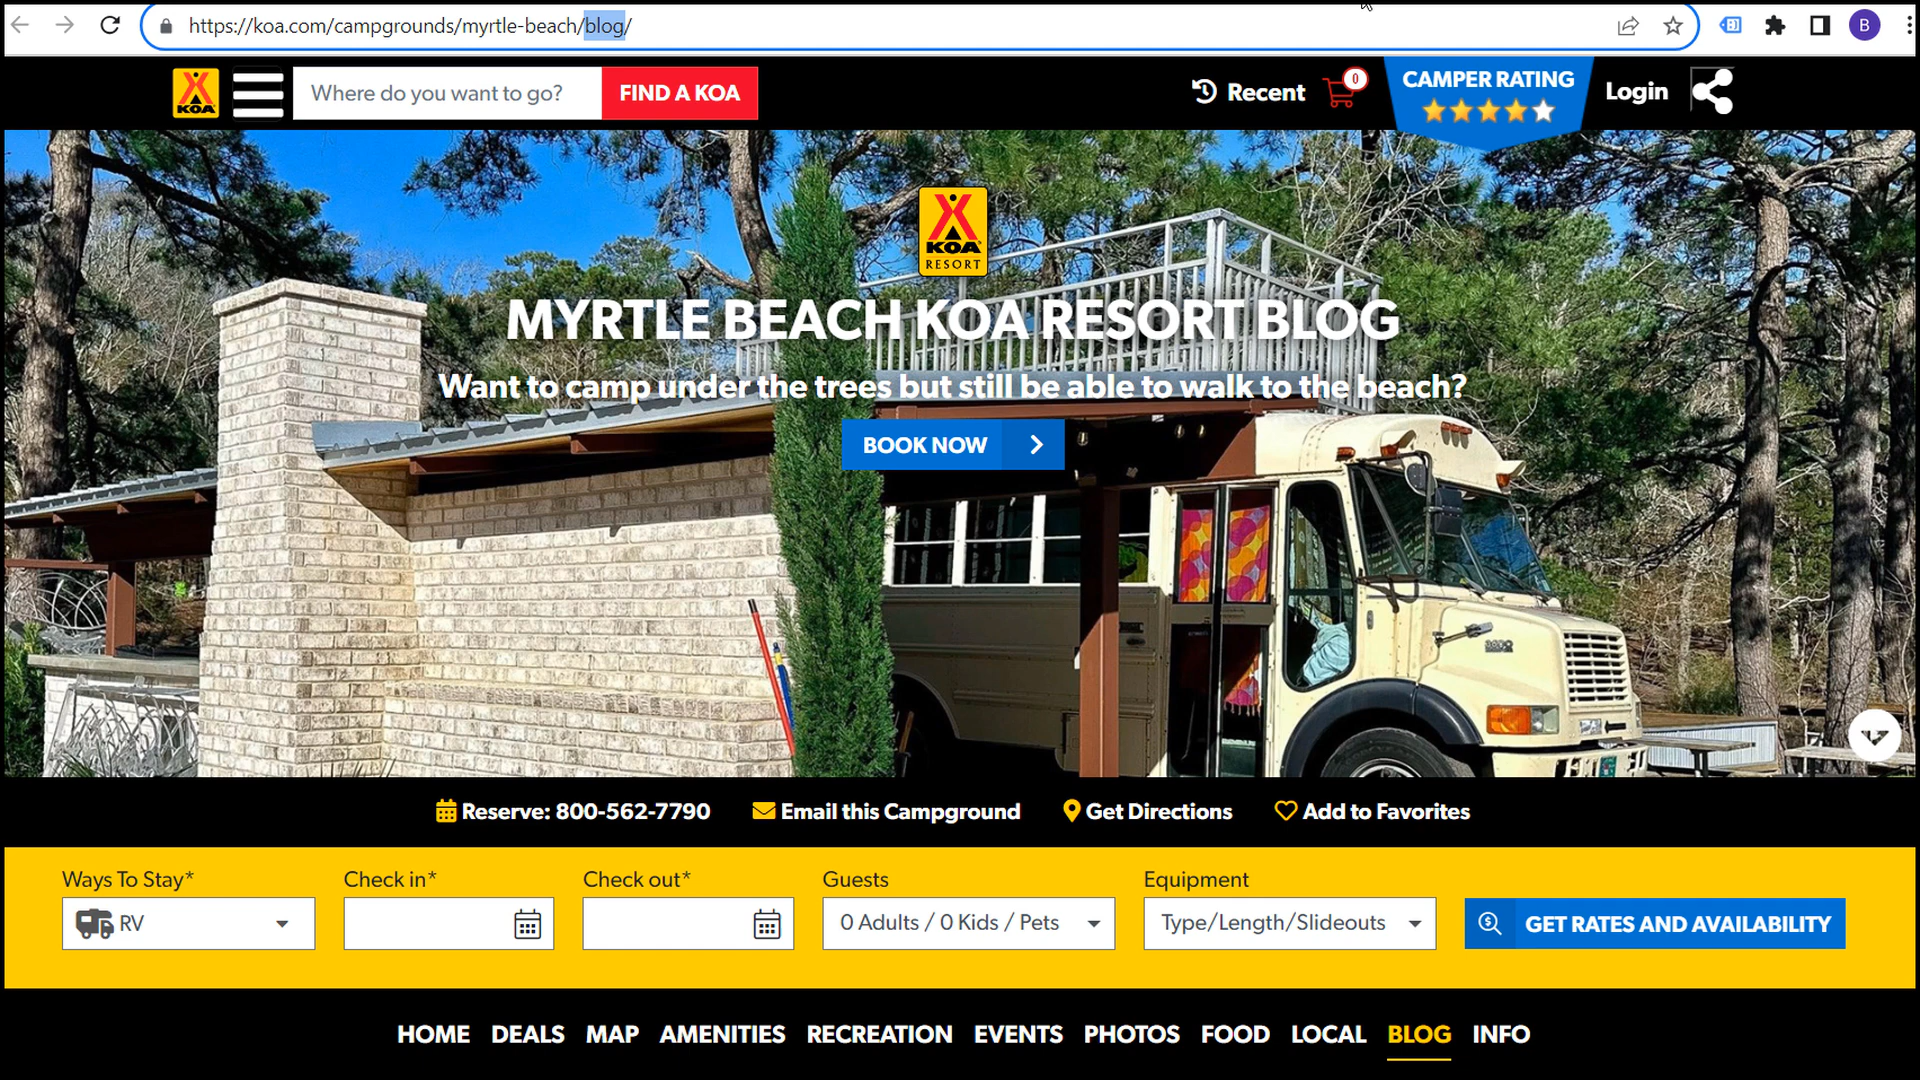 https://koa.com/campgrounds/myrtle-beach/blog/
B
KOA
Where do you want to go?
FIND A KOA
Recent
0
CAMPER RATING
Login
KOA
RESORT
MYRTLE BEACH KOA RESORT BLOG
Want to camp under the trees but still be able to walk to the beach?
BOOK NOW
Reserve: 800-562-7790
Email this Campground
Get Directions
Add to Favorites
Ways To Stay*
Check in*
Check out*
Guests
Equipment
RV
0 Adults / 0 Kids / Pets
Type/Length/Slideouts
GET RATES AND AVAILABILITY
HOME DEALS MAP AMENITIES RECREATION EVENTS PHOTOS FOOD LOCAL BLOG INFO